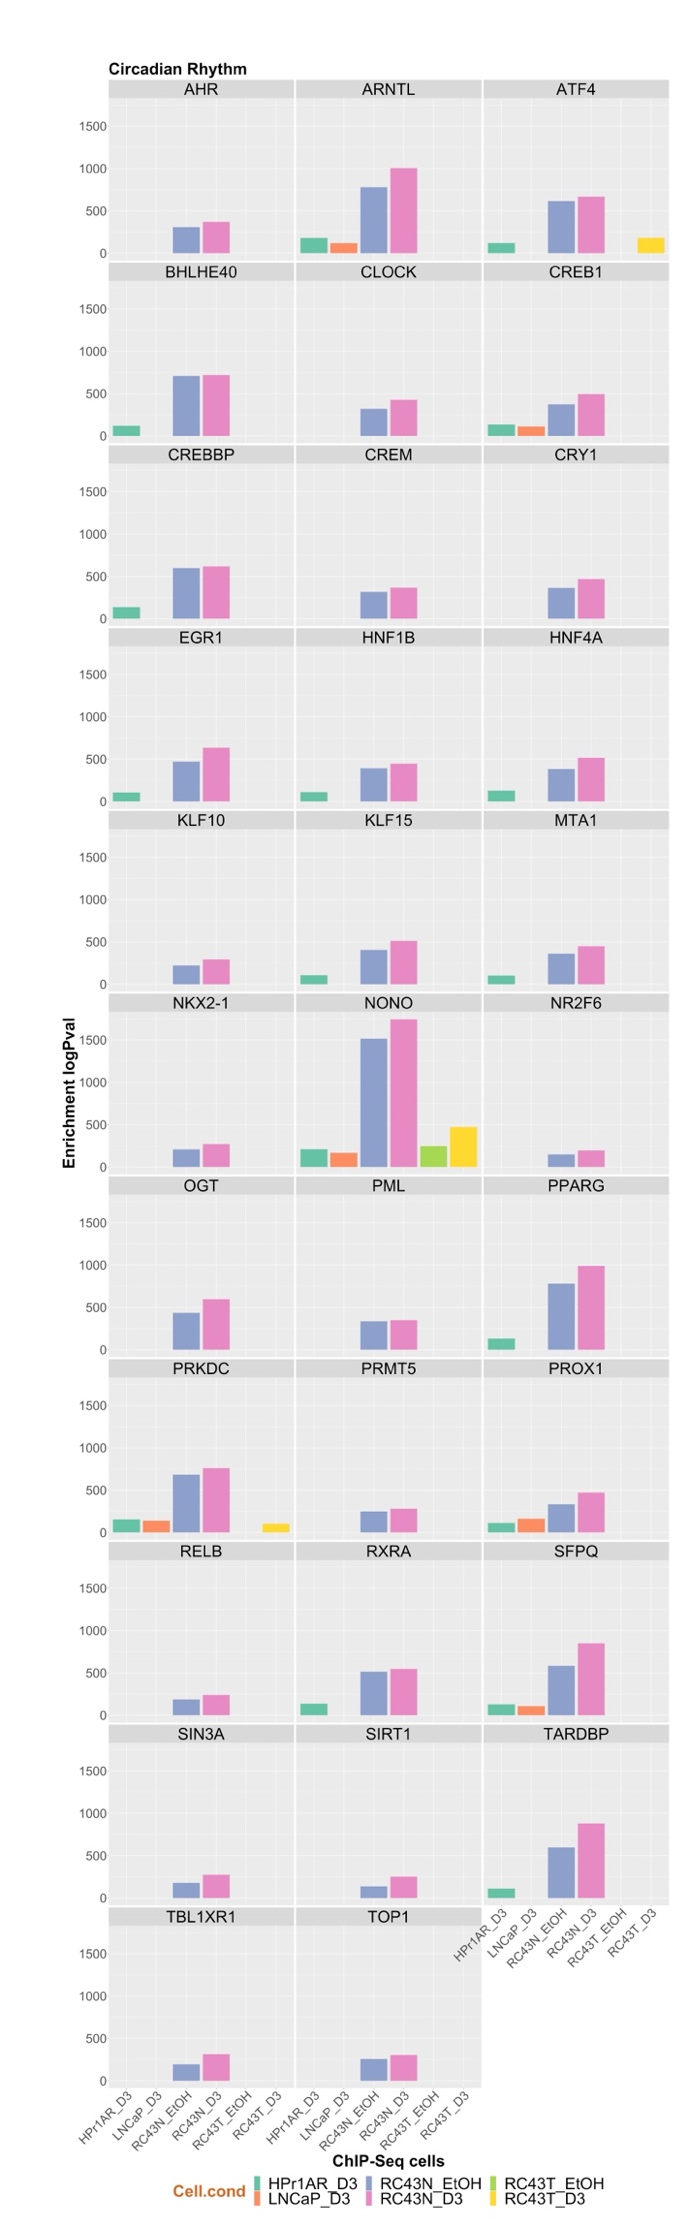 Circadian Rhythm
AHR ARNTL ATF4
1500
1000
500
0
BHLHE40 CLOCK CREB1
1500
1000
500
0
CREBBP CREM CRY1
1500
1000
500
0
EGR1 HNF1B HNF4A
1500
1000
500
0
KLF10 KLF15 MTA1
1500
1000
500
0
NKX2-1 NONO NR2F6
1500
1000
500
0
Enrichment logPval
OGT PML PPARG
1500
1000
500
0
PRKDC PRMT5 PROX1
1500
1000
500
0
RELB RXRA SFPQ
1500
1000
500
0
SIN3A SIRT1 TARDBP
1500
1000
500
0
HPr1AR_D3 LNCaP_D3 RC43N_EtOH RC43N_D3 RC43T_EtOH RC43T_D3
TBL1XR1 TOP1
1500
1000
500
0
HPr1AR_D3 LNCaP_D3 RC43N_EtOH RC43N_D3 RC43T_EtOH RC43T_D3 HPr1AR_D3 LNCaP_D3 RC43N_EtOH RC43N_D3 RC43T_EtOH RC43T_D3
ChIP-Seq cells
Cell.cond
HPr1AR_D3 RC43N_EtOH RC43T_EtOH
LNCaP_D3 RC43N_D3 RC43T_D3